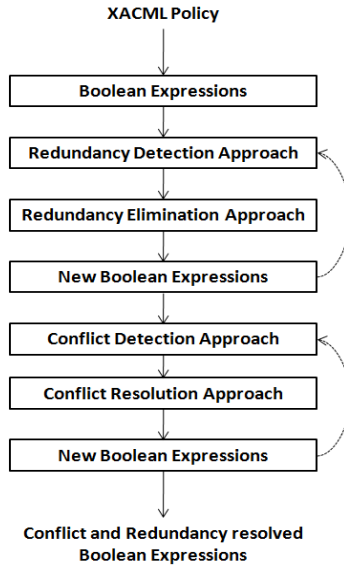 XACML Policy
Boolean Expressions
Redundancy Detection Approach
Redundancy Elimination Approach
New Boolean Expressions
Conflict Detection Approach
Conflict Resolution Approach
New Boolean Expressions
Conflict and Redundancy resolved
Boolean Expressions